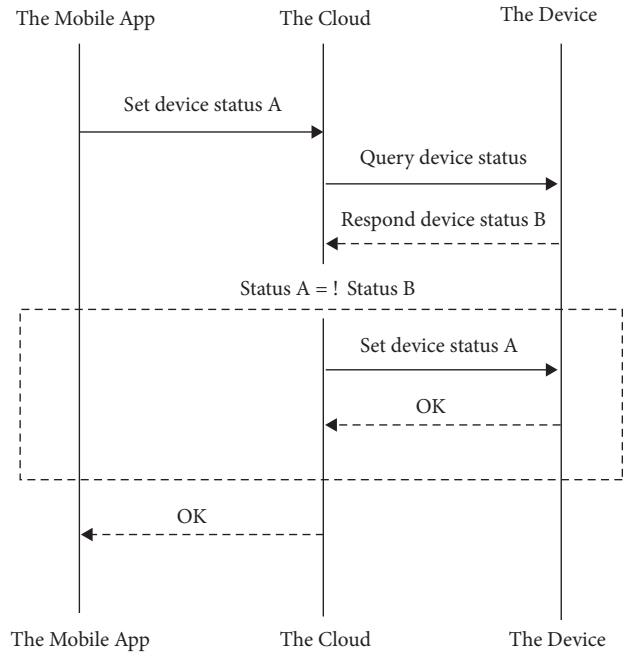 The Mobile App
The Cloud
The Device
Set device status A
Query device status
Respond device status B
Status A = ! Status B
Set device status A
OK
OK
The Mobile App
The Cloud
The Device